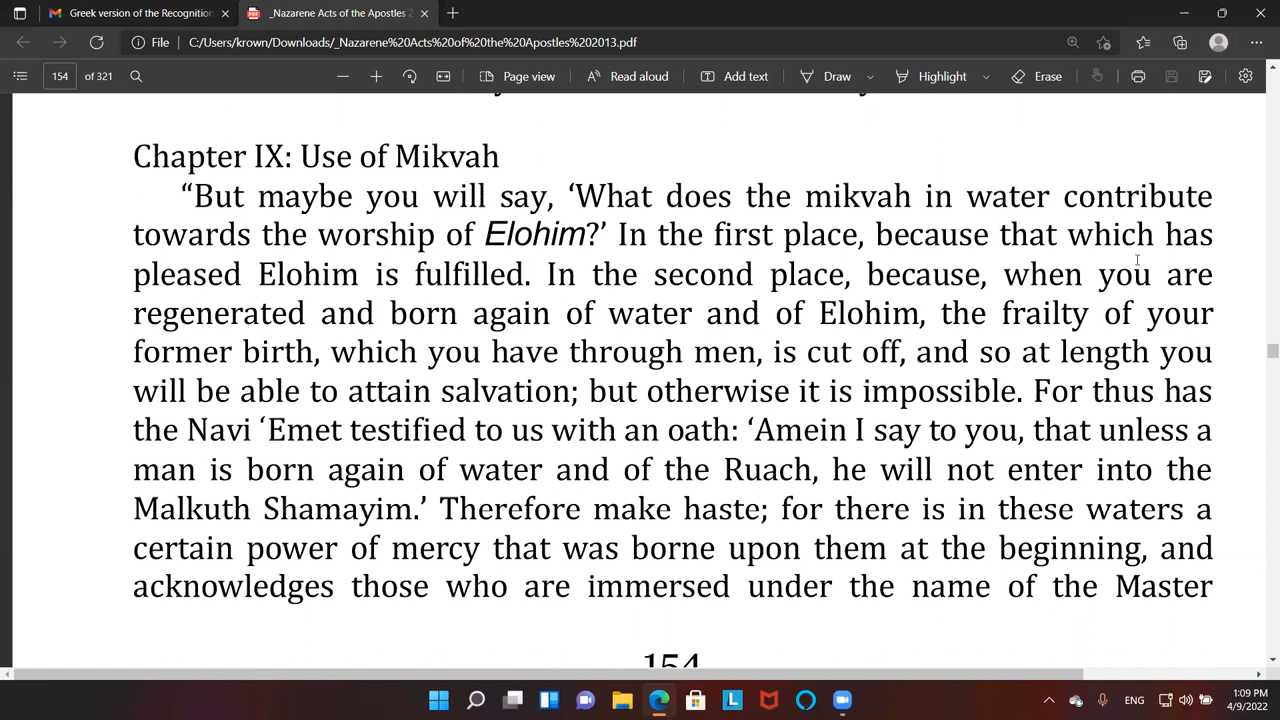 Greek version of the Recognition
_Nazarene Acts of the Apostles 2
File
C:/Users/krown/Downloads/_Nazarene%20Acts%20of%20the%20Apostles%202013.pdf
154 of 321
Page view
Read aloud
Add text
Draw
Highlight
Erase
Chapter IX: Use of Mikvah
“But maybe you will say, ‘What does the mikvah in water contribute
towards the worship of Elohim?’ In the first place, because that which has
pleased Elohim is fulfilled. In the second place, because, when you are
regenerated and born again of water and of Elohim, the frailty of your
former birth, which you have through men, is cut off, and so at length you
will be able to attain salvation; but otherwise it is impossible. For thus has
the Navi ‘Emet testified to us with an oath: ‘Amein I say to you, that unless a
man is born again of water and of the Ruach, he will not enter into the
Malkuth Shamayim.’ Therefore make haste; for there is in these waters a
certain power of mercy that was borne upon them at the beginning, and
acknowledges those who are immersed under the name of the Master
154
ENG
1:09 PM
4/9/2022